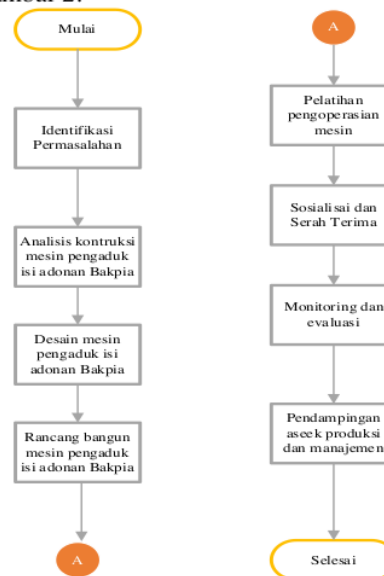 Mulai
Identifikasi
Permasalahan
Analisis kontruksi
mesin pengaduk
isi adonan Bakpia
Desain mesin
pengaduk isi
adonan Bakpia
Rancang bangun
mesin pengaduk
isi adonan Bakpia
A
A
Pelatihan
pengoperasian
mesin
Sosialisai dan
Serah Terima
Monitoring dan
evaluasi
Pendampingan
aseek produksi
dan manajemen
Selesai